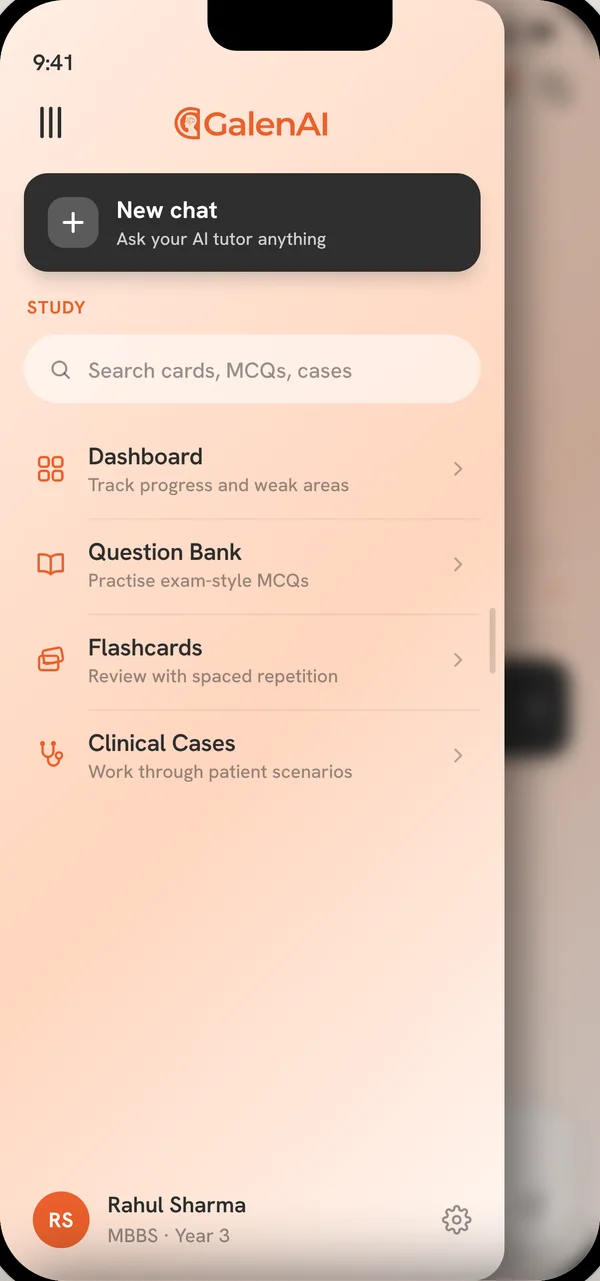 9:41
GalenAI
New chat
Ask your AI tutor anything
STUDY
Search cards, MCQs, cases
Dashboard
Track progress and weak areas
Question Bank
Practise exam-style MCQs
Flashcards
Review with spaced repetition
Clinical Cases
Work through patient scenarios
RS
Rahul Sharma
MBBS · Year 3